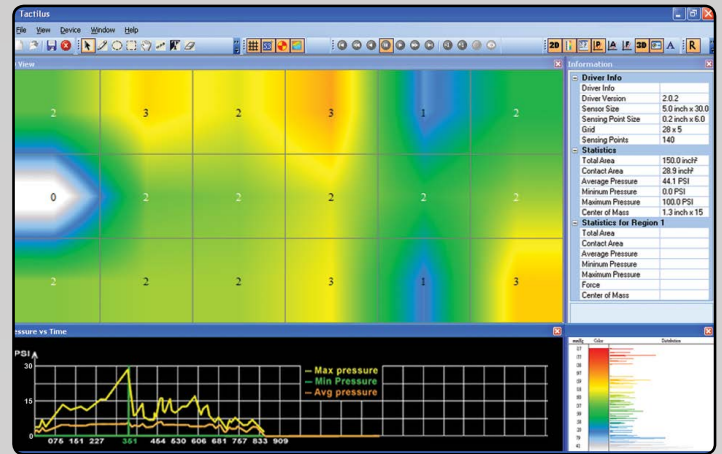 Tactilus
File View Device Window Help
2D P A F 3D R
View
Information
2 3 2 3 1 2
0 2 2 2 2 2
2 2 2 3 1 3
Driver Info
Driver Info
Driver Version 2.0.2
Sensor Size 5.0 inch x 30.0
Sensing Point Size 0.2 inch x 6.0
Grid 28 x 5
Sensing Points 140
Statistics
Total Area 150.0 inch²
Contact Area 28.9 inch²
Average Pressure 44.1 PSI
Minimum Pressure 0.0 PSI
Maximum Pressure 100.0 PSI
Center of Mass 1.3 inch x 15
Statistics for Region 1
Total Area
Contact Area
Average Pressure
Mininum Pressure
Maximum Pressure
Force
Center of Mass
essure vs Time
PSI
30
15
0
Max pressure
Min Pressure
Avg pressure
076 151 227 351 454 530 606 681 757 833 909
mmHg Color Distribution